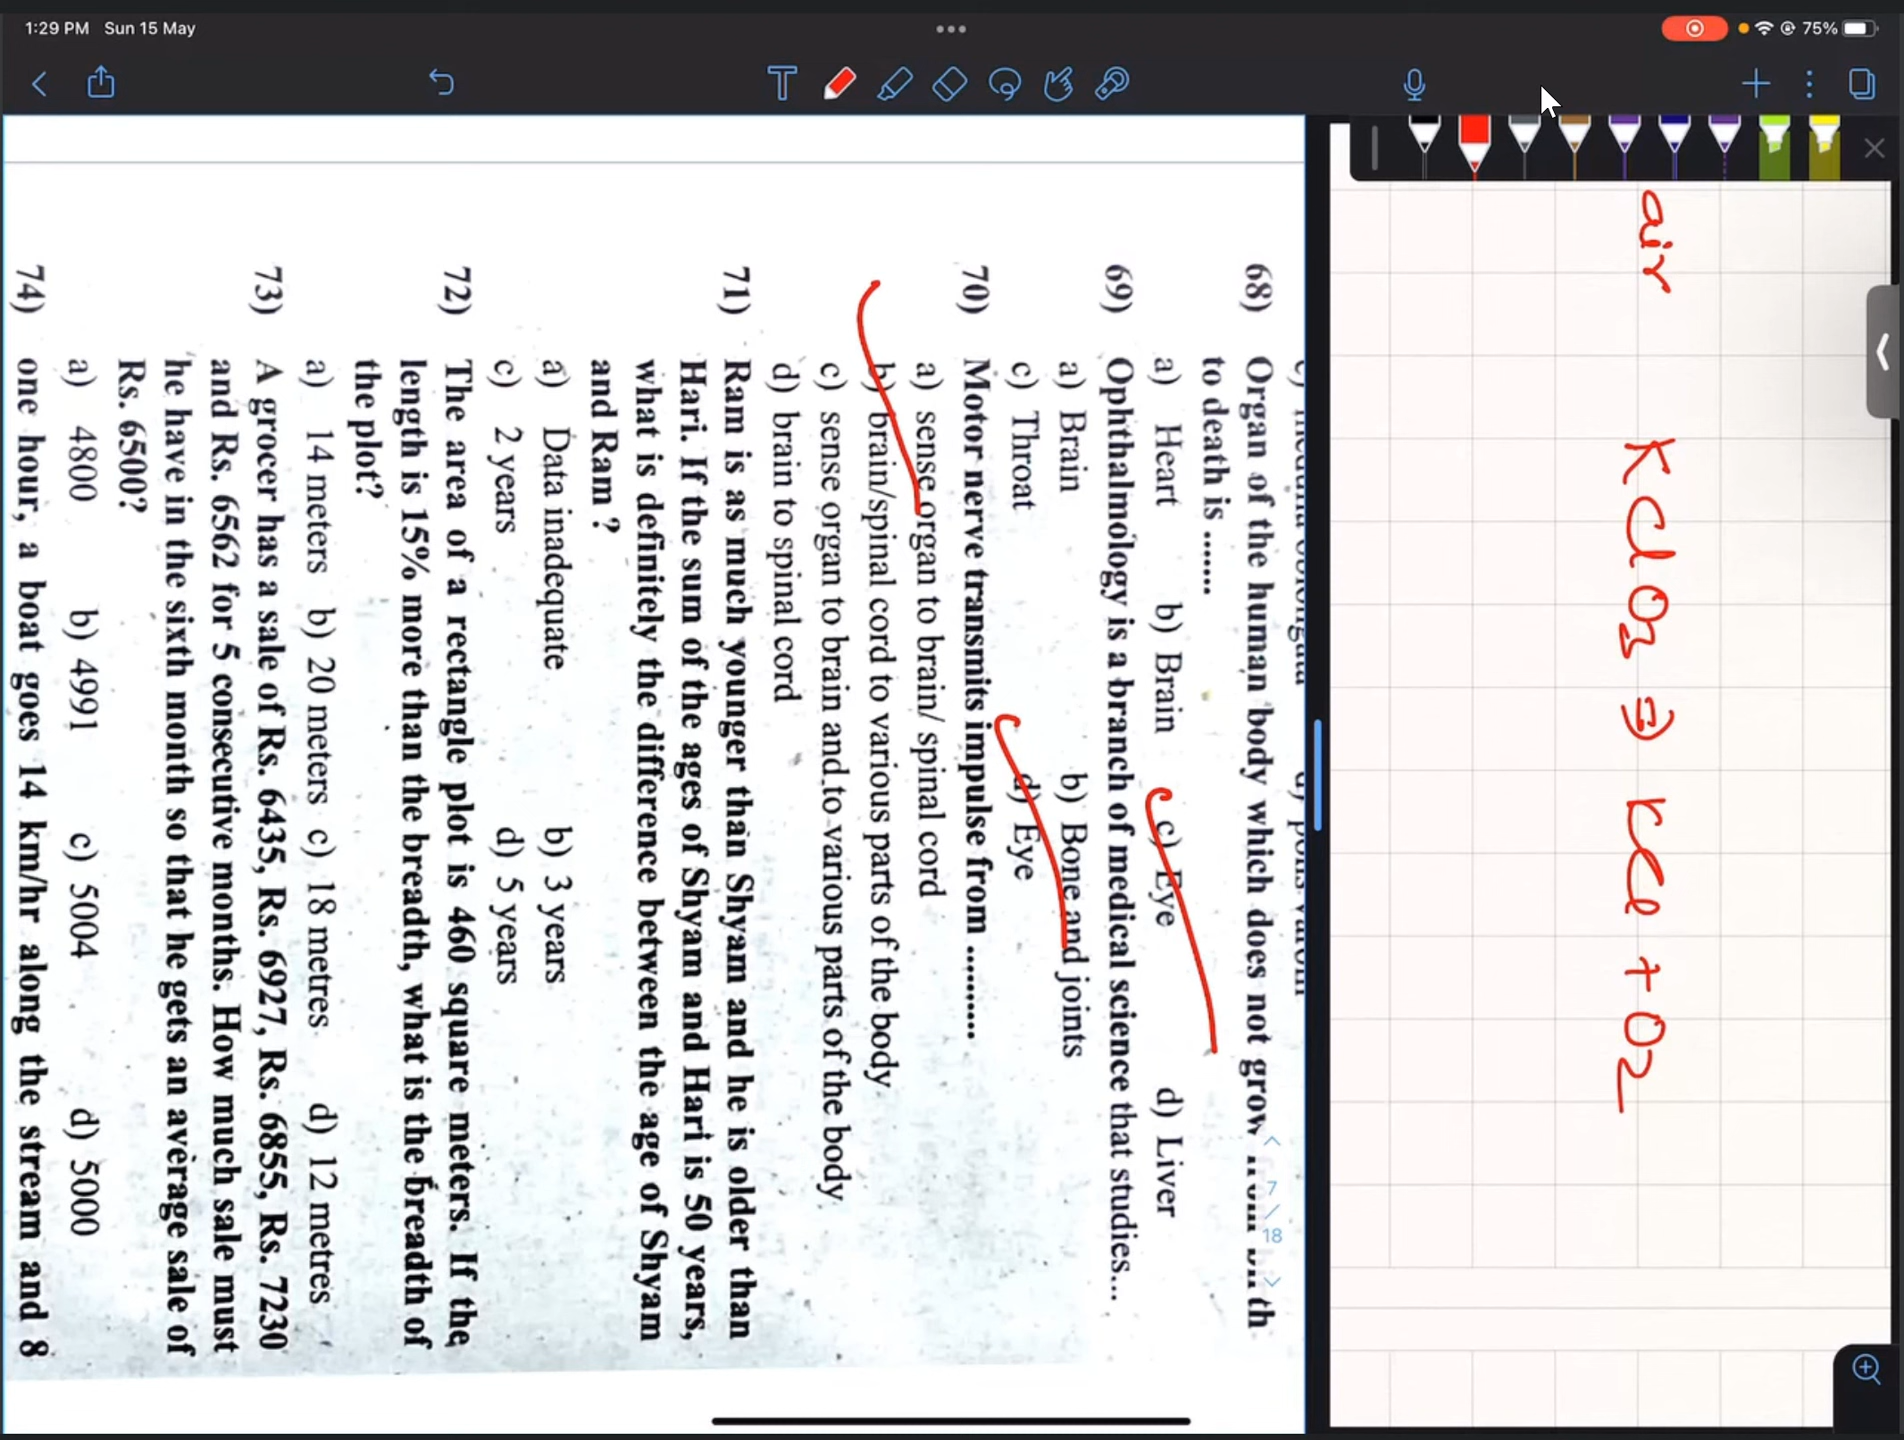 1:29 PM Sun 15 May
75%
68) Organ of the human body which does not grow from birth
to death is ......
a) Heart b) Brain c) Eye d) Liver
69) Ophthalmology is a branch of medical science that studies...
a) Brain b) Bone and joints
c) Throat d) Eye
70) Motor nerve transmits impulse from ..........
a) sense organ to brain/ spinal cord
b) brain/spinal cord to various parts of the body
c) sense organ to brain and to various parts of the body
d) brain to spinal cord
71) Ram is as much younger than Shyam and he is older than
Hari. If the sum of the ages of Shyam and Hari is 50 years,
what is definitely the difference between the age of Shyam
and Ram ?
a) Data inadequate b) 3 years
c) 2 years d) 5 years
72) The area of a rectangle plot is 460 square meters. If the
length is 15% more than the breadth, what is the breadth of
the plot?
a) 14 meters b) 20 meters c) 18 metres d) 12 metres
73) A grocer has a sale of Rs. 6435, Rs. 6927, Rs. 6855, Rs. 7230
and Rs. 6562 for 5 consecutive months. How much sale must
he have in the sixth month so that he gets an average sale of
Rs. 6500?
a) 4800 b) 4991 c) 5004 d) 5000
74) one hour, a boat goes 14 km/hr along the stream and 8
7 / 18
air
KClO3 ⇒ KCl + O2